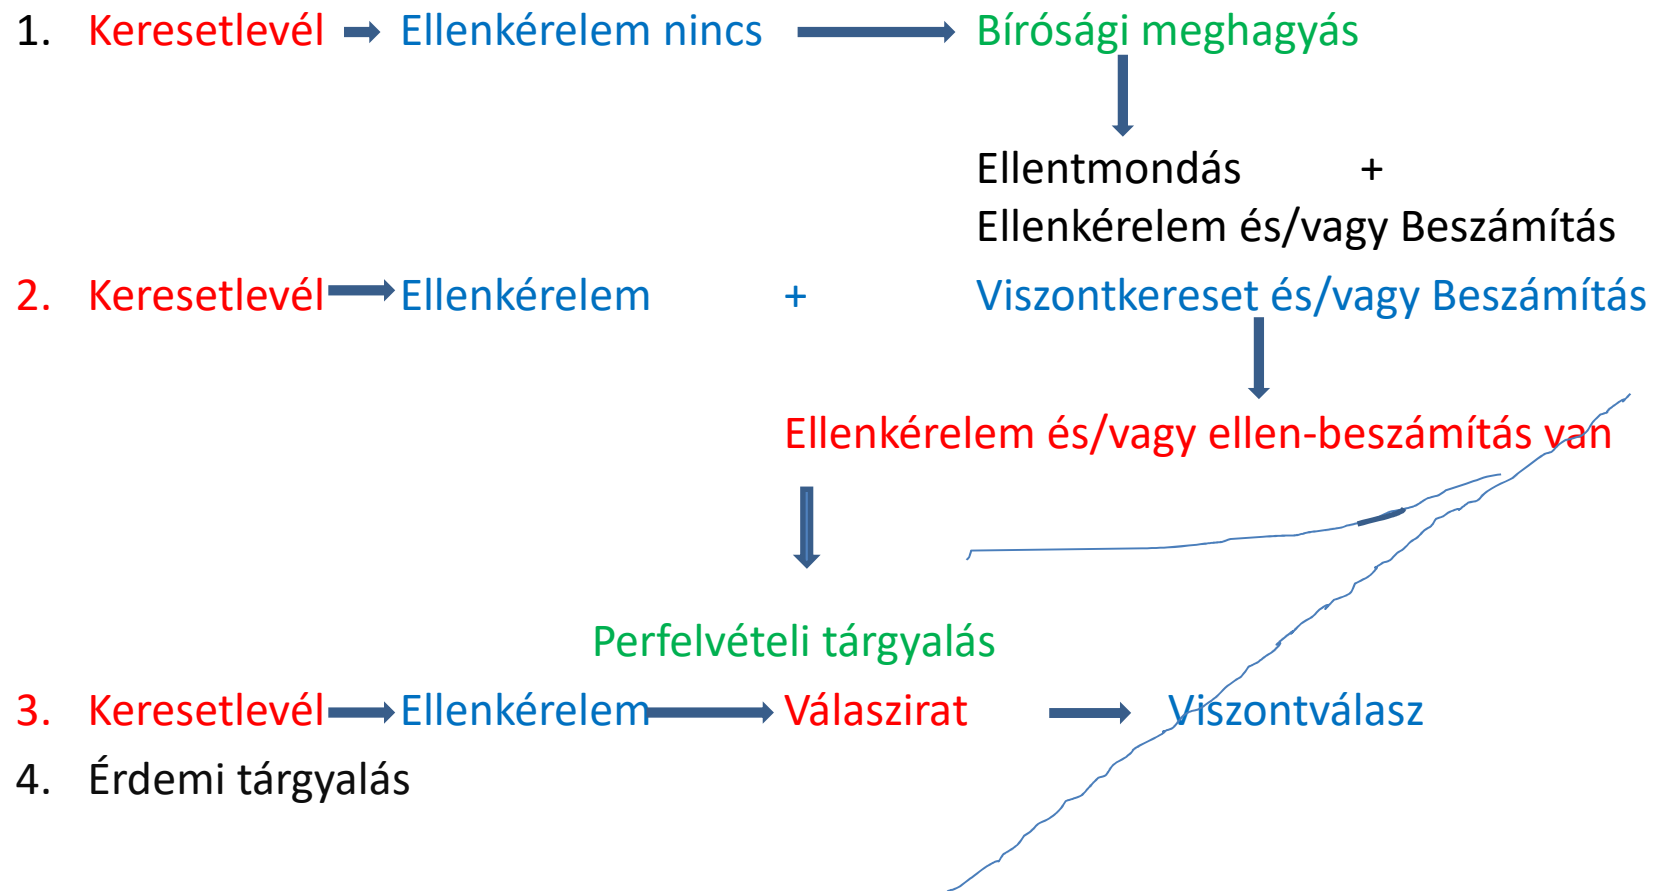 1. Keresetlevél Ellenkérelem nincs Bírósági meghagyás
Ellentmondás +
Ellenkérelem és/vagy Beszámítás
2. Keresetlevél Ellenkérelem + Viszontkereset és/vagy Beszámítás
Ellenkérelem és/vagy ellen-beszámítás van
Perfelvételi tárgyalás
3. Keresetlevél Ellenkérelem Válaszirat Viszontválasz
4. Érdemi tárgyalás